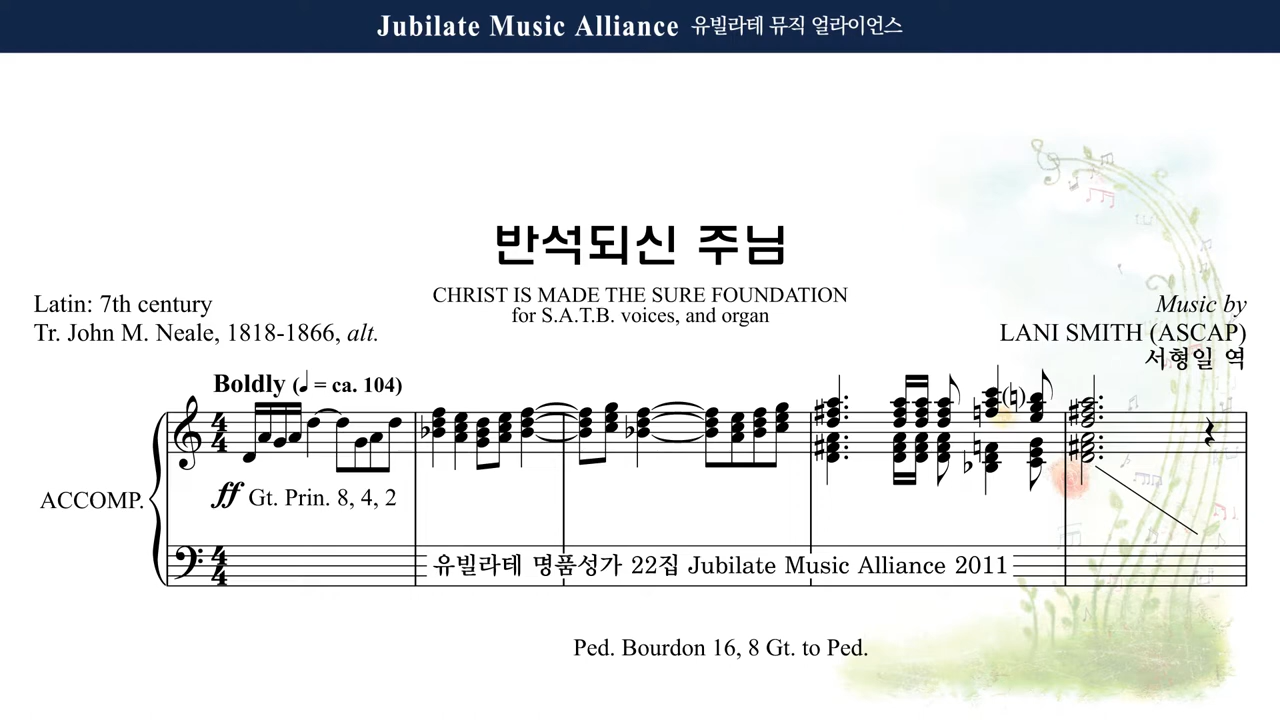 Jubilate Music Alliance 유빌라테 뮤직 얼라이언스
반석되신 주님
CHRIST IS MADE THE SURE FOUNDATION
for S.A.T.B. voices, and organ
Latin: 7th century
Tr. John M. Neale, 1818-1866, alt.
Music by
LANI SMITH (ASCAP)
서형일 역
Boldly (♩ = ca. 104)
ACCOMP.
ff Gt. Prin. 8, 4, 2
유빌라테 명품성가 22집 Jubilate Music Alliance 2011
Ped. Bourdon 16, 8 Gt. to Ped.